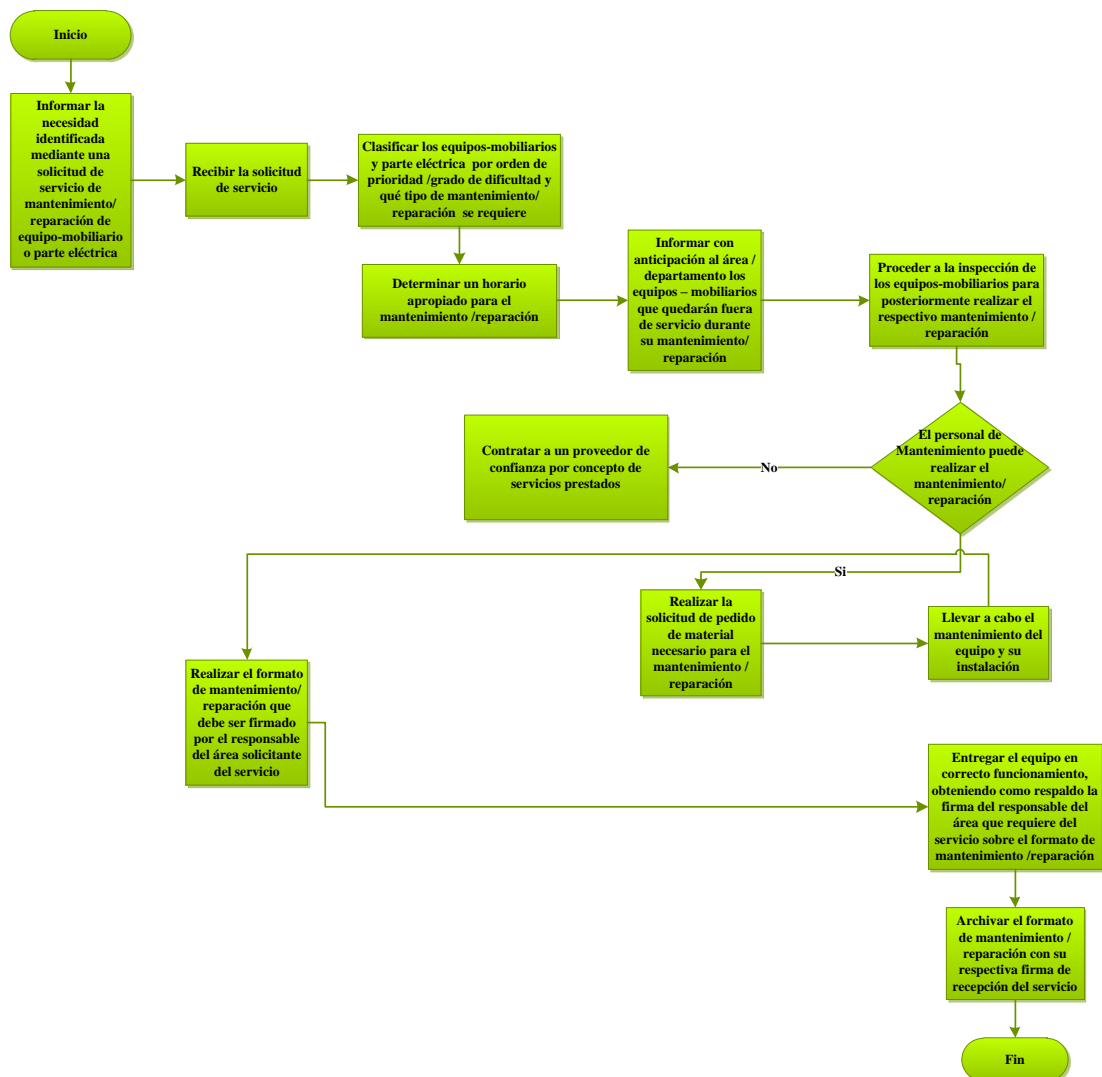 Inicio
Informar la
necesidad
identificada
mediante una
solicitud de
servicio de
mantenimiento/
reparación de
equipo-mobiliario
o parte eléctrica
Recibir la solicitud
de servicio
Clasificar los equipos-mobiliarios
y parte eléctrica por orden de
prioridad /grado de dificultad y
qué tipo de mantenimiento/
reparación se requiere
Determinar un horario
apropiado para el
mantenimiento /reparación
Informar con
anticipación al área /
departamento los
equipos – mobiliarios
que quedarán fuera
de servicio durante
su mantenimiento/
reparación
Proceder a la inspección de
los equipos-mobiliarios para
posteriormente realizar el
respectivo mantenimiento /
reparación
El personal de
Mantenimiento puede
realizar el
mantenimiento/
reparación
No
Contratar a un proveedor de
confianza por concepto de
servicios prestados
Si
Realizar la
solicitud de pedido
de material
necesario para el
mantenimiento /
reparación
Llevar a cabo el
mantenimiento del
equipo y su
instalación
Realizar el formato
de mantenimiento/
reparación que
debe ser firmado
por el responsable
del área solicitante
del servicio
Entregar el equipo en
correcto funcionamiento,
obteniendo como respaldo la
firma del responsable del
área que requiere del
servicio sobre el formato de
mantenimiento /reparación
Archivar el formato
de mantenimiento /
reparación con su
respectiva firma de
recepción del servicio
Fin